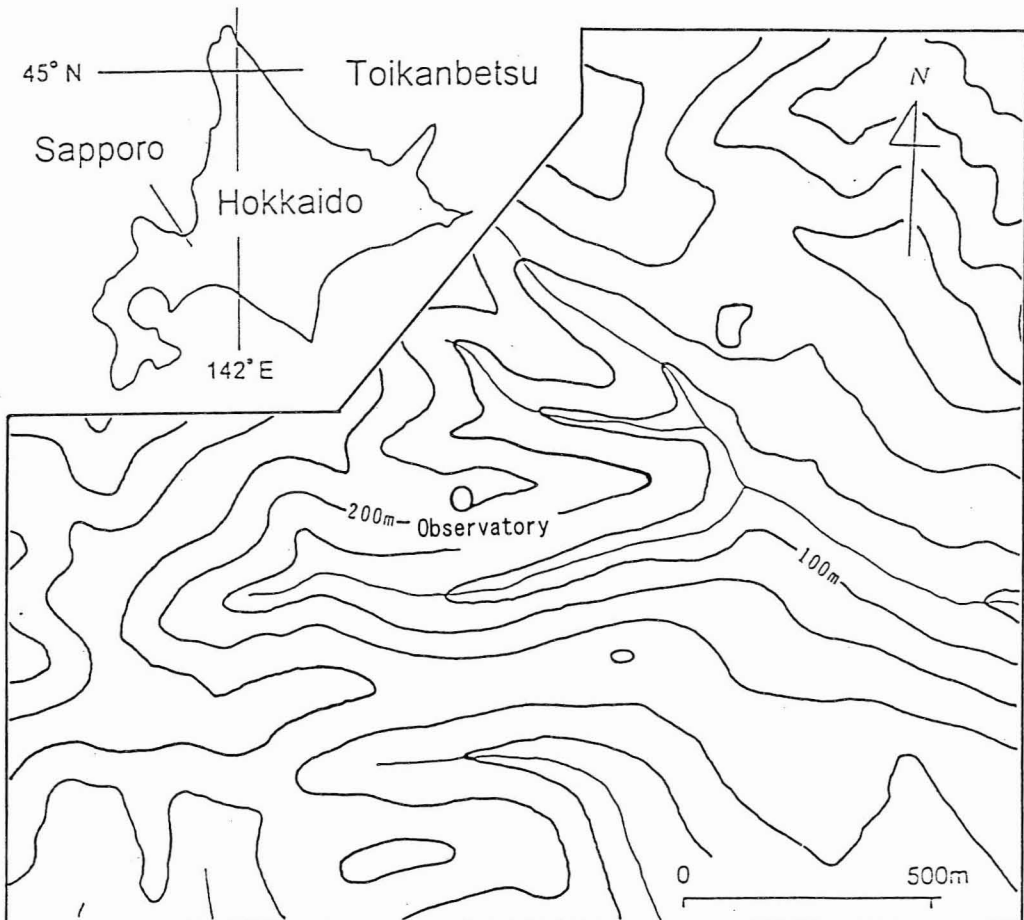 45° N
Toikanbetsu
Sapporo
Hokkaido
142° E
N
200m
Observatory
100m
0 500m